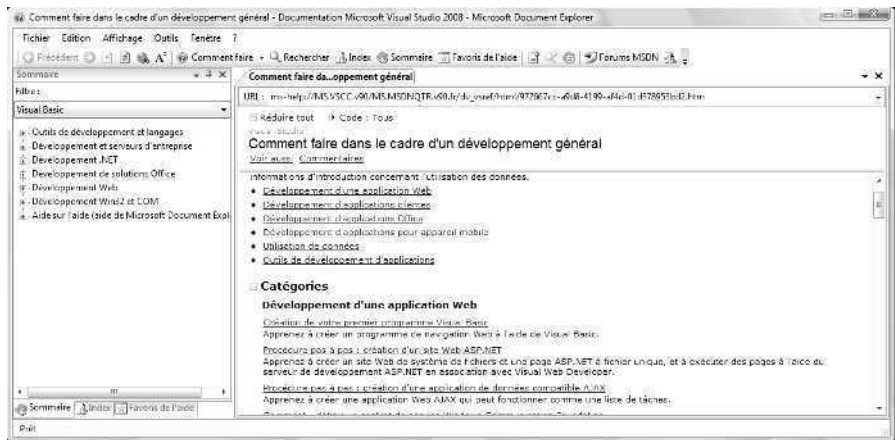 Comment faire dans le cadre d'un développement général - Documentation Microsoft Visual Studio 2008 - Microsoft Document Explorer
Fichier Edition Affichage Outils Fenêtre ?
Précédent Comment faire Rechercher Index Sommaire Favoris de l'aide Forums MSDN
Sommaire
Filtre :
Visual Basic
Outils de développement et langages
Développement et serveurs d'entreprise
Développement .NET
Développement de solutions Office
Développement Web
Développement Win32 et COM
Aide sur l'aide (aide de Microsoft Document Expl
Sommaire Index Favoris de l'aide
Comment faire da...oppement général
URL : ms-help://MS.VSCC.v90/MS.MSDNQTR.v90.fr/dv_vsref/html/
Réduire tout Code : Tous
Visual Studio
Comment faire dans le cadre d'un développement général
Voir aussi Commentaires
informations d'introduction concernant l'utilisation des données.
• Développement d'une application Web
• Développement d'applications clientes
• Développement d'applications Office
• Développement d'applications pour appareil mobile
• Utilisation de données
• Outils de développement d'applications
Catégories
Développement d'une application Web
Création de votre premier programme Visual Basic
Apprenez à créer un programme de navigation Web à l'aide de Visual Basic.
Procédure pas à pas : création d'un site Web ASP.NET
Apprenez à créer un site Web de système de fichiers et une page ASP.NET à fichier unique, et à exécuter des pages à l'aide du
serveur de développement ASP.NET en association avec Visual Web Developer.
Procédure pas à pas : création d'une application de données compatible AJAX
Apprenez à créer une application Web AJAX qui peut fonctionner comme une liste de tâches.
Prêt